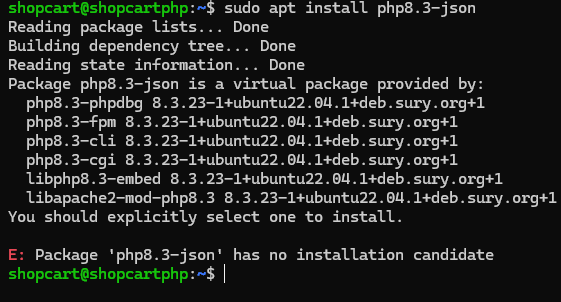 shopcart@shopcartphp:~$ sudo apt install php8.3-json
Reading package lists... Done
Building dependency tree... Done
Reading state information... Done
Package php8.3-json is a virtual package provided by:
  php8.3-phpdbg 8.3.23-1+ubuntu22.04.1+deb.sury.org+1
  php8.3-fpm 8.3.23-1+ubuntu22.04.1+deb.sury.org+1
  php8.3-cli 8.3.23-1+ubuntu22.04.1+deb.sury.org+1
  php8.3-cgi 8.3.23-1+ubuntu22.04.1+deb.sury.org+1
  libphp8.3-embed 8.3.23-1+ubuntu22.04.1+deb.sury.org+1
  libapache2-mod-php8.3 8.3.23-1+ubuntu22.04.1+deb.sury.org+1
You should explicitly select one to install.

E: Package 'php8.3-json' has no installation candidate
shopcart@shopcartphp:~$